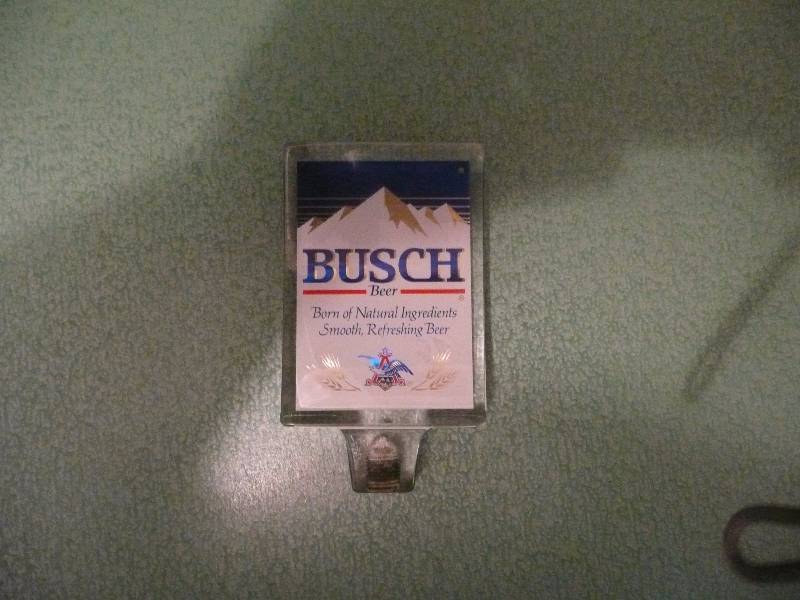 BUSCH
Beer
Born of Natural Ingredients
Smooth, Refreshing Beer